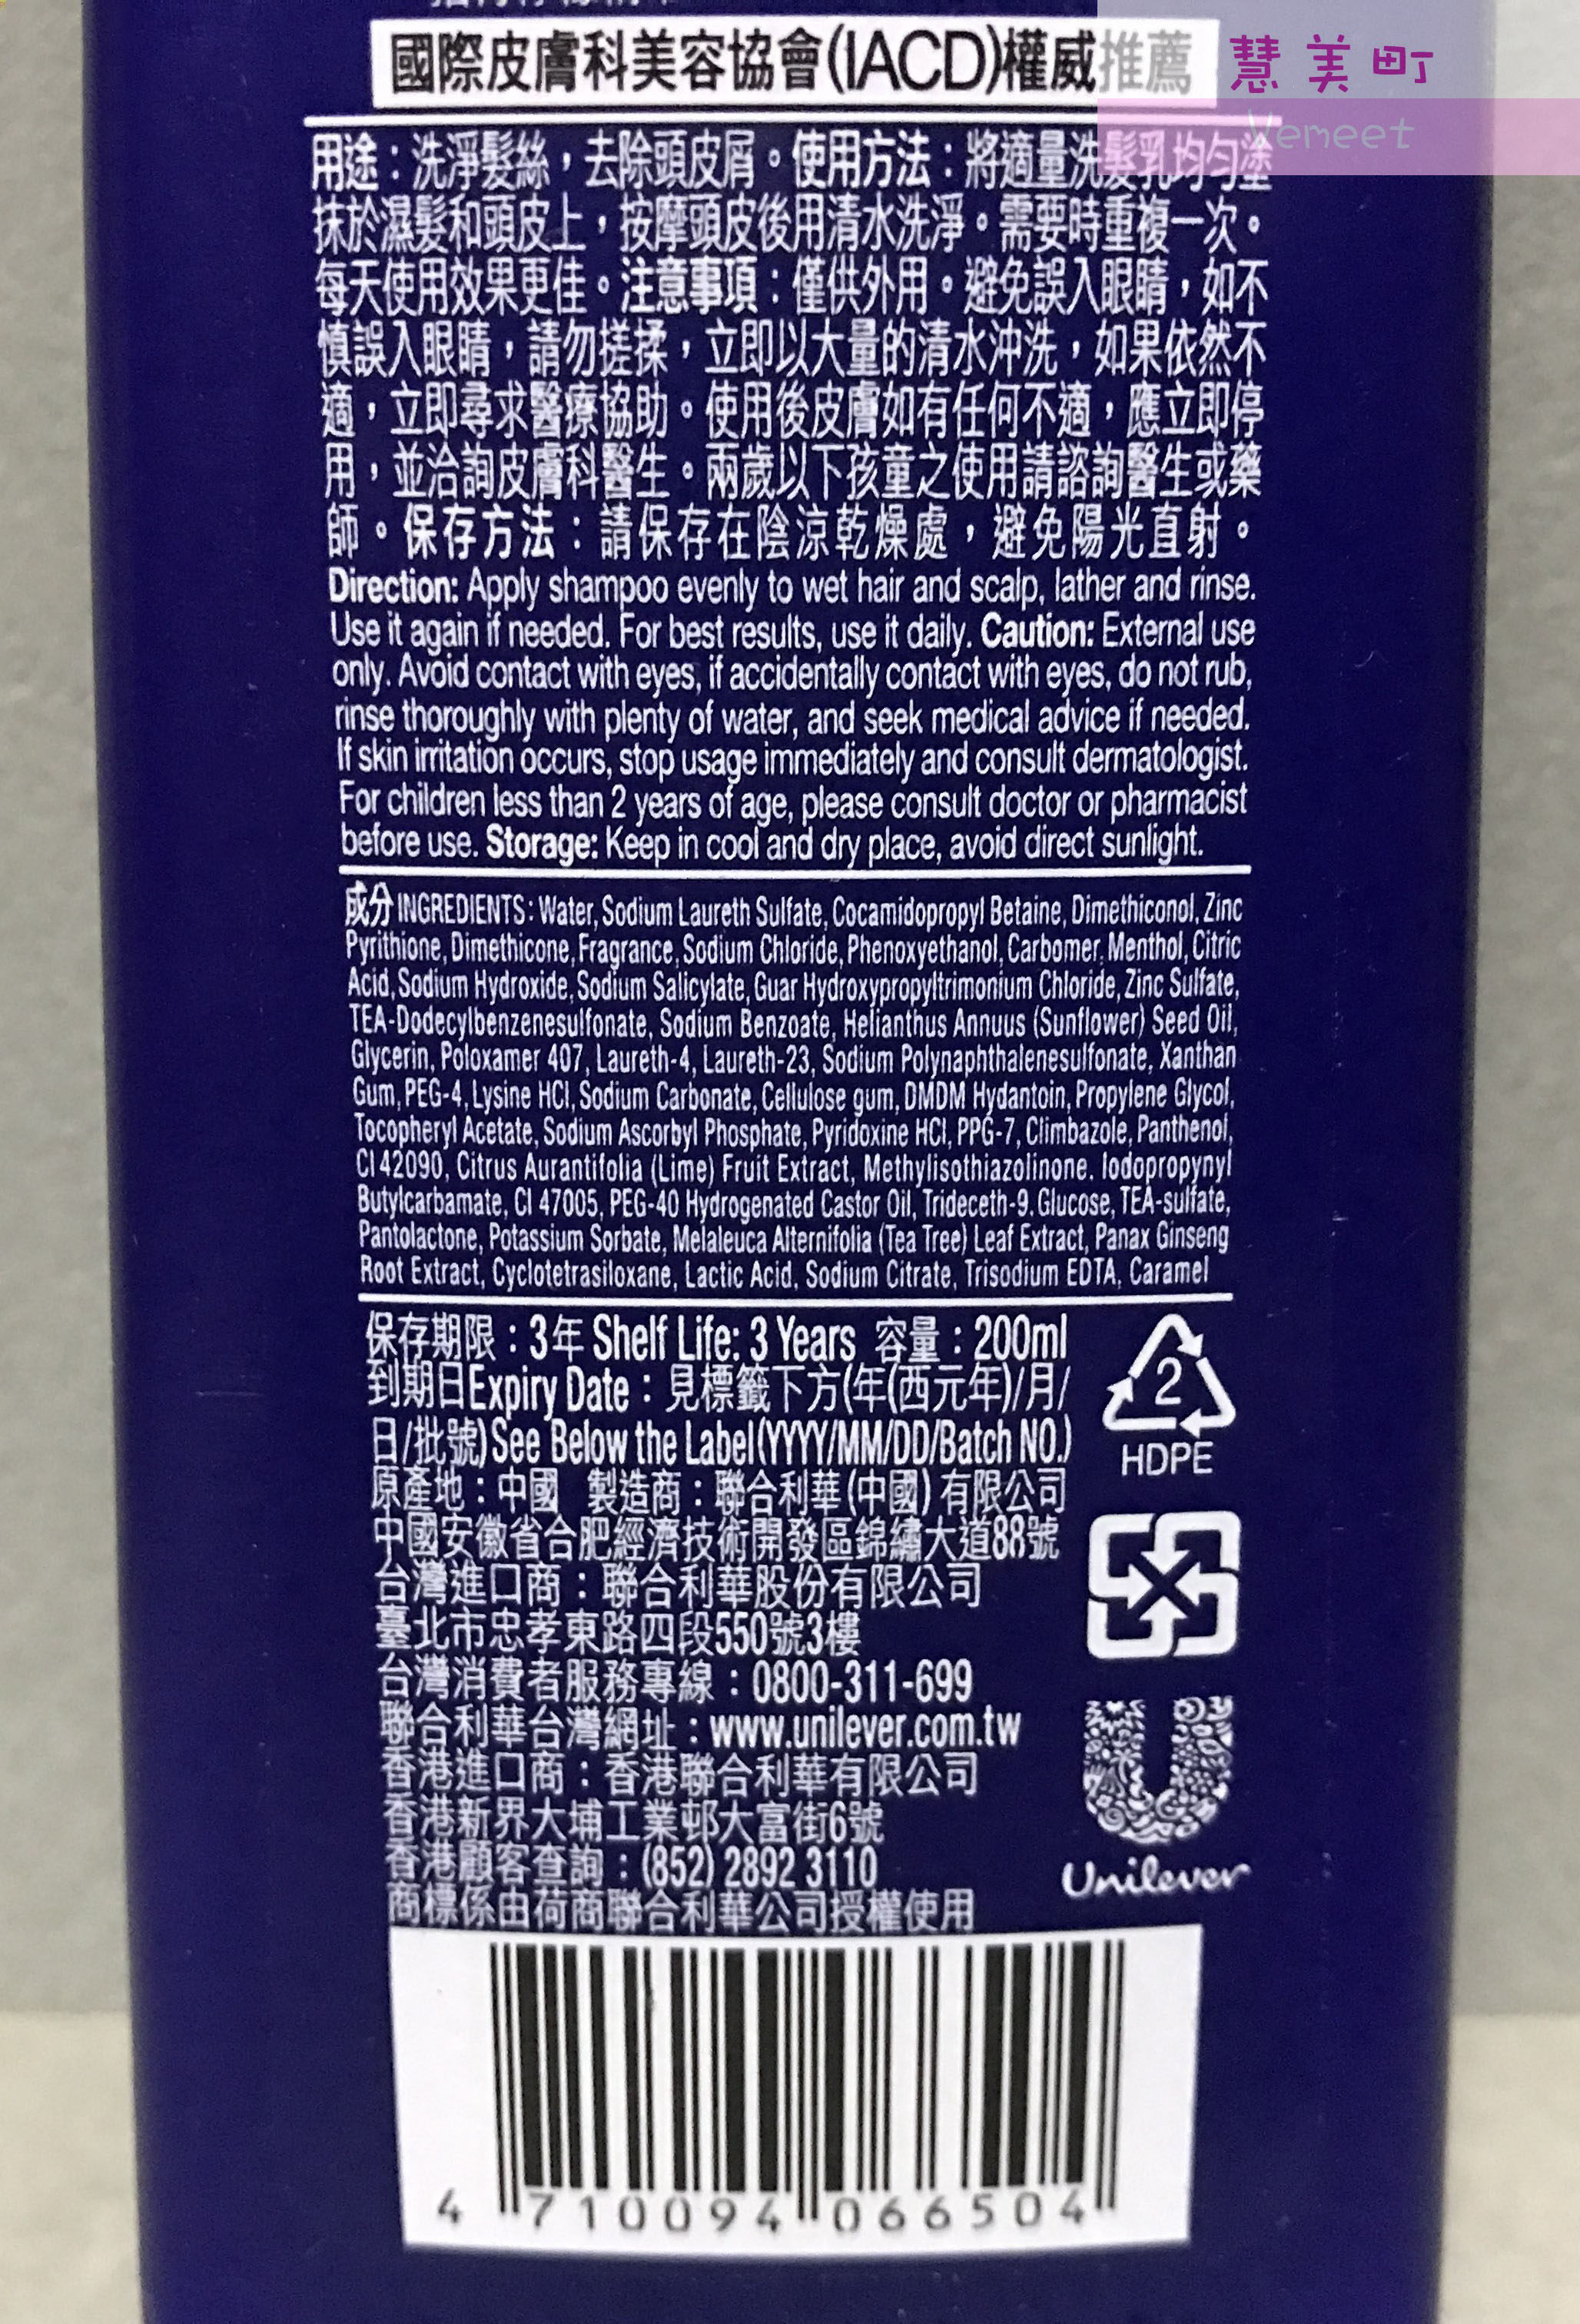 國際皮膚科美容協會(IACD)權威推薦
慧美町
Vemeet
用途：洗淨髮絲，去除頭皮屑。使用方法：將適量洗髮乳均勻塗
抹於濕髮和頭皮上，按摩頭皮後用清水洗淨。需要時重複一次。
每天使用效果更佳。注意事項：僅供外用。避免誤入眼睛，如不
慎誤入眼睛，請勿搓揉，立即以大量的清水沖洗，如果依然不
適，立即尋求醫療協助。使用後皮膚如有任何不適，應立即停
用，並洽詢皮膚科醫生。兩歲以下孩童之使用請諮詢醫生或藥
師。保存方法：請保存在陰涼乾燥處，避免陽光直射。
Direction: Apply shampoo evenly to wet hair and scalp, lather and rinse.
Use it again if needed. For best results, use it daily. Caution: External use
only. Avoid contact with eyes, if accidentally contact with eyes, do not rub,
rinse thoroughly with plenty of water, and seek medical advice if needed.
If skin irritation occurs, stop usage immediately and consult dermatologist.
For children less than 2 years of age, please consult doctor or pharmacist
before use. Storage: Keep in cool and dry place, avoid direct sunlight.
成分INGREDIENTS: Water, Sodium Laureth Sulfate, Cocamidopropyl Betaine, Dimethiconol, Zinc
Pyrithione, Dimethicone, Fragrance, Sodium Chloride, Phenoxyethanol, Carbomer, Menthol, Citric
Acid, Sodium Hydroxide, Sodium Salicylate, Guar Hydroxypropyltrimonium Chloride, Zinc Sulfate,
TEA-Dodecylbenzenesulfonate, Sodium Benzoate, Helianthus Annuus (Sunflower) Seed Oil,
Glycerin, Poloxamer 407, Laureth-4, Laureth-23, Sodium Polynaphthalenesulfonate, Xanthan
Gum, PEG-4, Lysine HCl, Sodium Carbonate, Cellulose gum, DMDM Hydantoin, Propylene Glycol,
Tocopheryl Acetate, Sodium Ascorbyl Phosphate, Pyridoxine HCl, PPG-7, Climbazole, Panthenol,
CI 42090, Citrus Aurantifolia (Lime) Fruit Extract, Methylisothiazolinone. Iodopropynyl
Butylcarbamate, CI 47005, PEG-40 Hydrogenated Castor Oil, Trideceth-9. Glucose, TEA-sulfate,
Pantolactone, Potassium Sorbate, Melaleuca Alternifolia (Tea Tree) Leaf Extract, Panax Ginseng
Root Extract, Cyclotetrasiloxane, Lactic Acid, Sodium Citrate, Trisodium EDTA, Caramel
保存期限：3年 Shelf Life: 3 Years 容量：200ml
到期日Expiry Date：見標籤下方(年(西元年)/月/
日/批號)See Below the Label(YYYY/MM/DD/Batch NO.)
2
HDPE
原產地：中國 製造商：聯合利華(中國)有限公司
中國安徽省合肥經濟技術開發區錦繡大道88號
台灣進口商：聯合利華股份有限公司
臺北市忠孝東路四段550號3樓
台灣消費者服務專線：0800-311-699
聯合利華台灣網址：www.unilever.com.tw
香港進口商：香港聯合利華有限公司
香港新界大埔工業邨大富街6號
香港顧客查詢：(852) 2892 3110
商標係由荷商聯合利華公司授權使用
Unilever
4 710094 066504